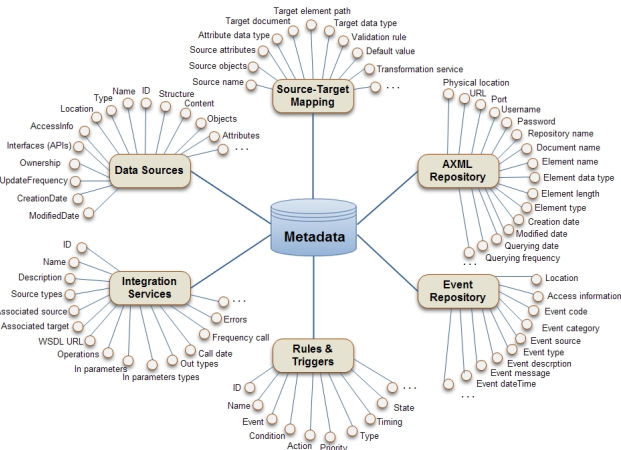 Target element path
Target document
Target data type
Attribute data type
Validation rule
Source attributes
Default value
Source objects
Transformation service
Source name
. . .
Source-Target
Mapping
Name
ID
Structure
Type
Content
Location
Objects
AccessInfo
Attributes
Interfaces (APIs)
. . .
Ownership
UpdateFrequency
CreationDate
ModifiedDate
Data Sources
Physical location
URL
Port
Username
Password
Repository name
Document name
Element name
Element data type
Element length
Element type
Creation date
Modified date
Querying date
Querying frequency
. . .
AXML
Repository
Metadata
ID
Name
Description
Source types
Associated source
Associated target
WSDL URL
Operations
In parameters
In parameters types
Out types
Call date
Frequency call
Errors
. . .
Integration
Services
Event
Repository
Location
Access information
Event code
Event category
Event source
Event type
Event descrption
Event message
Event dateTime
. . .
Rules &
Triggers
ID
Name
Event
Condition
Action
Priority
Type
Timing
State
. . .